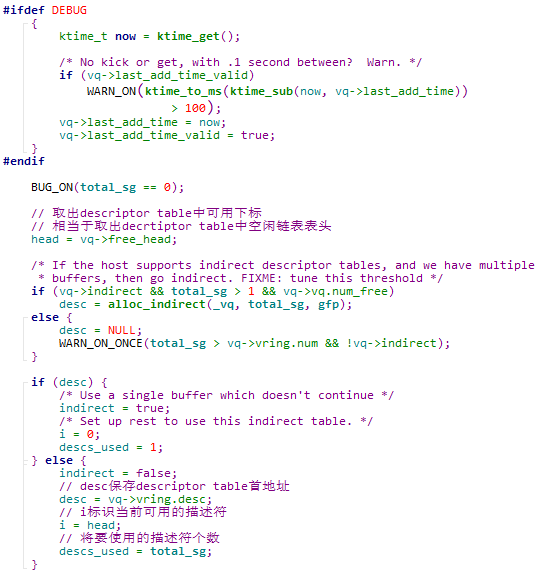 #ifdef DEBUG
{
ktime_t now = ktime_get();
/* No kick or get, with .1 second between?  Warn. */
if (vq->last_add_time_valid)
WARN_ON(ktime_to_ms(ktime_sub(now, vq->last_add_time))
> 100);
vq->last_add_time = now;
vq->last_add_time_valid = true;
}
#endif
BUG_ON(total_sg == 0);
// 取出descriptor table中可用下标
// 相当于取出decrtiptor table中空闲链表表头
head = vq->free_head;
/* If the host supports indirect descriptor tables, and we have multiple
* buffers, then go indirect. FIXME: tune this threshold */
if (vq->indirect && total_sg > 1 && vq->vq.num_free)
desc = alloc_indirect(_vq, total_sg, gfp);
else {
desc = NULL;
WARN_ON_ONCE(total_sg > vq->vring.num && !vq->indirect);
}
if (desc) {
/* Use a single buffer which doesn't continue */
indirect = true;
/* Set up rest to use this indirect table. */
i = 0;
descs_used = 1;
} else {
indirect = false;
// desc保存descriptor table首地址
desc = vq->vring.desc;
// i标识当前可用的描述符
i = head;
// 将要使用的描述符个数
descs_used = total_sg;
}